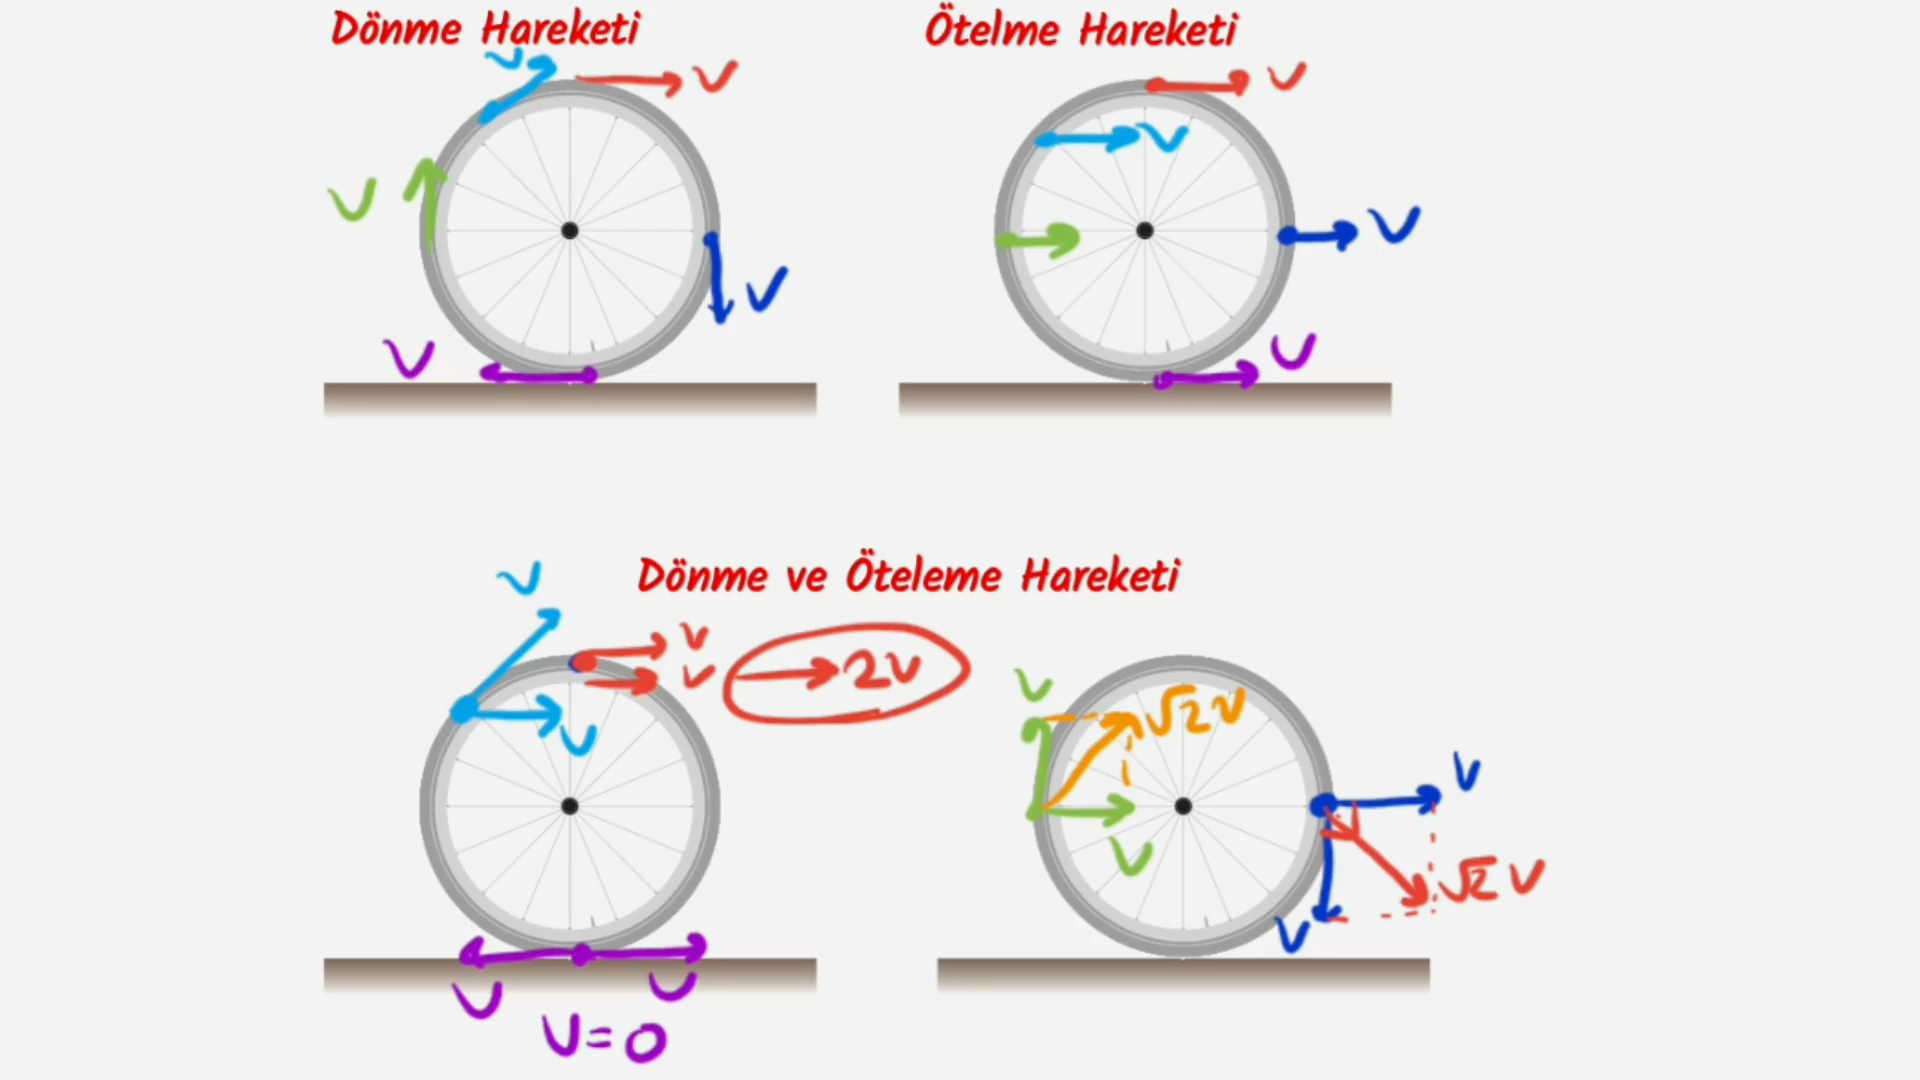 Dönme Hareketi
Ötelme Hareketi
v
v
v
v
v
v
v
v
v
Dönme ve Öteleme Hareketi
v
v
v
2v
v
v
v
v=0
v
√2v
v
v
v
√2v